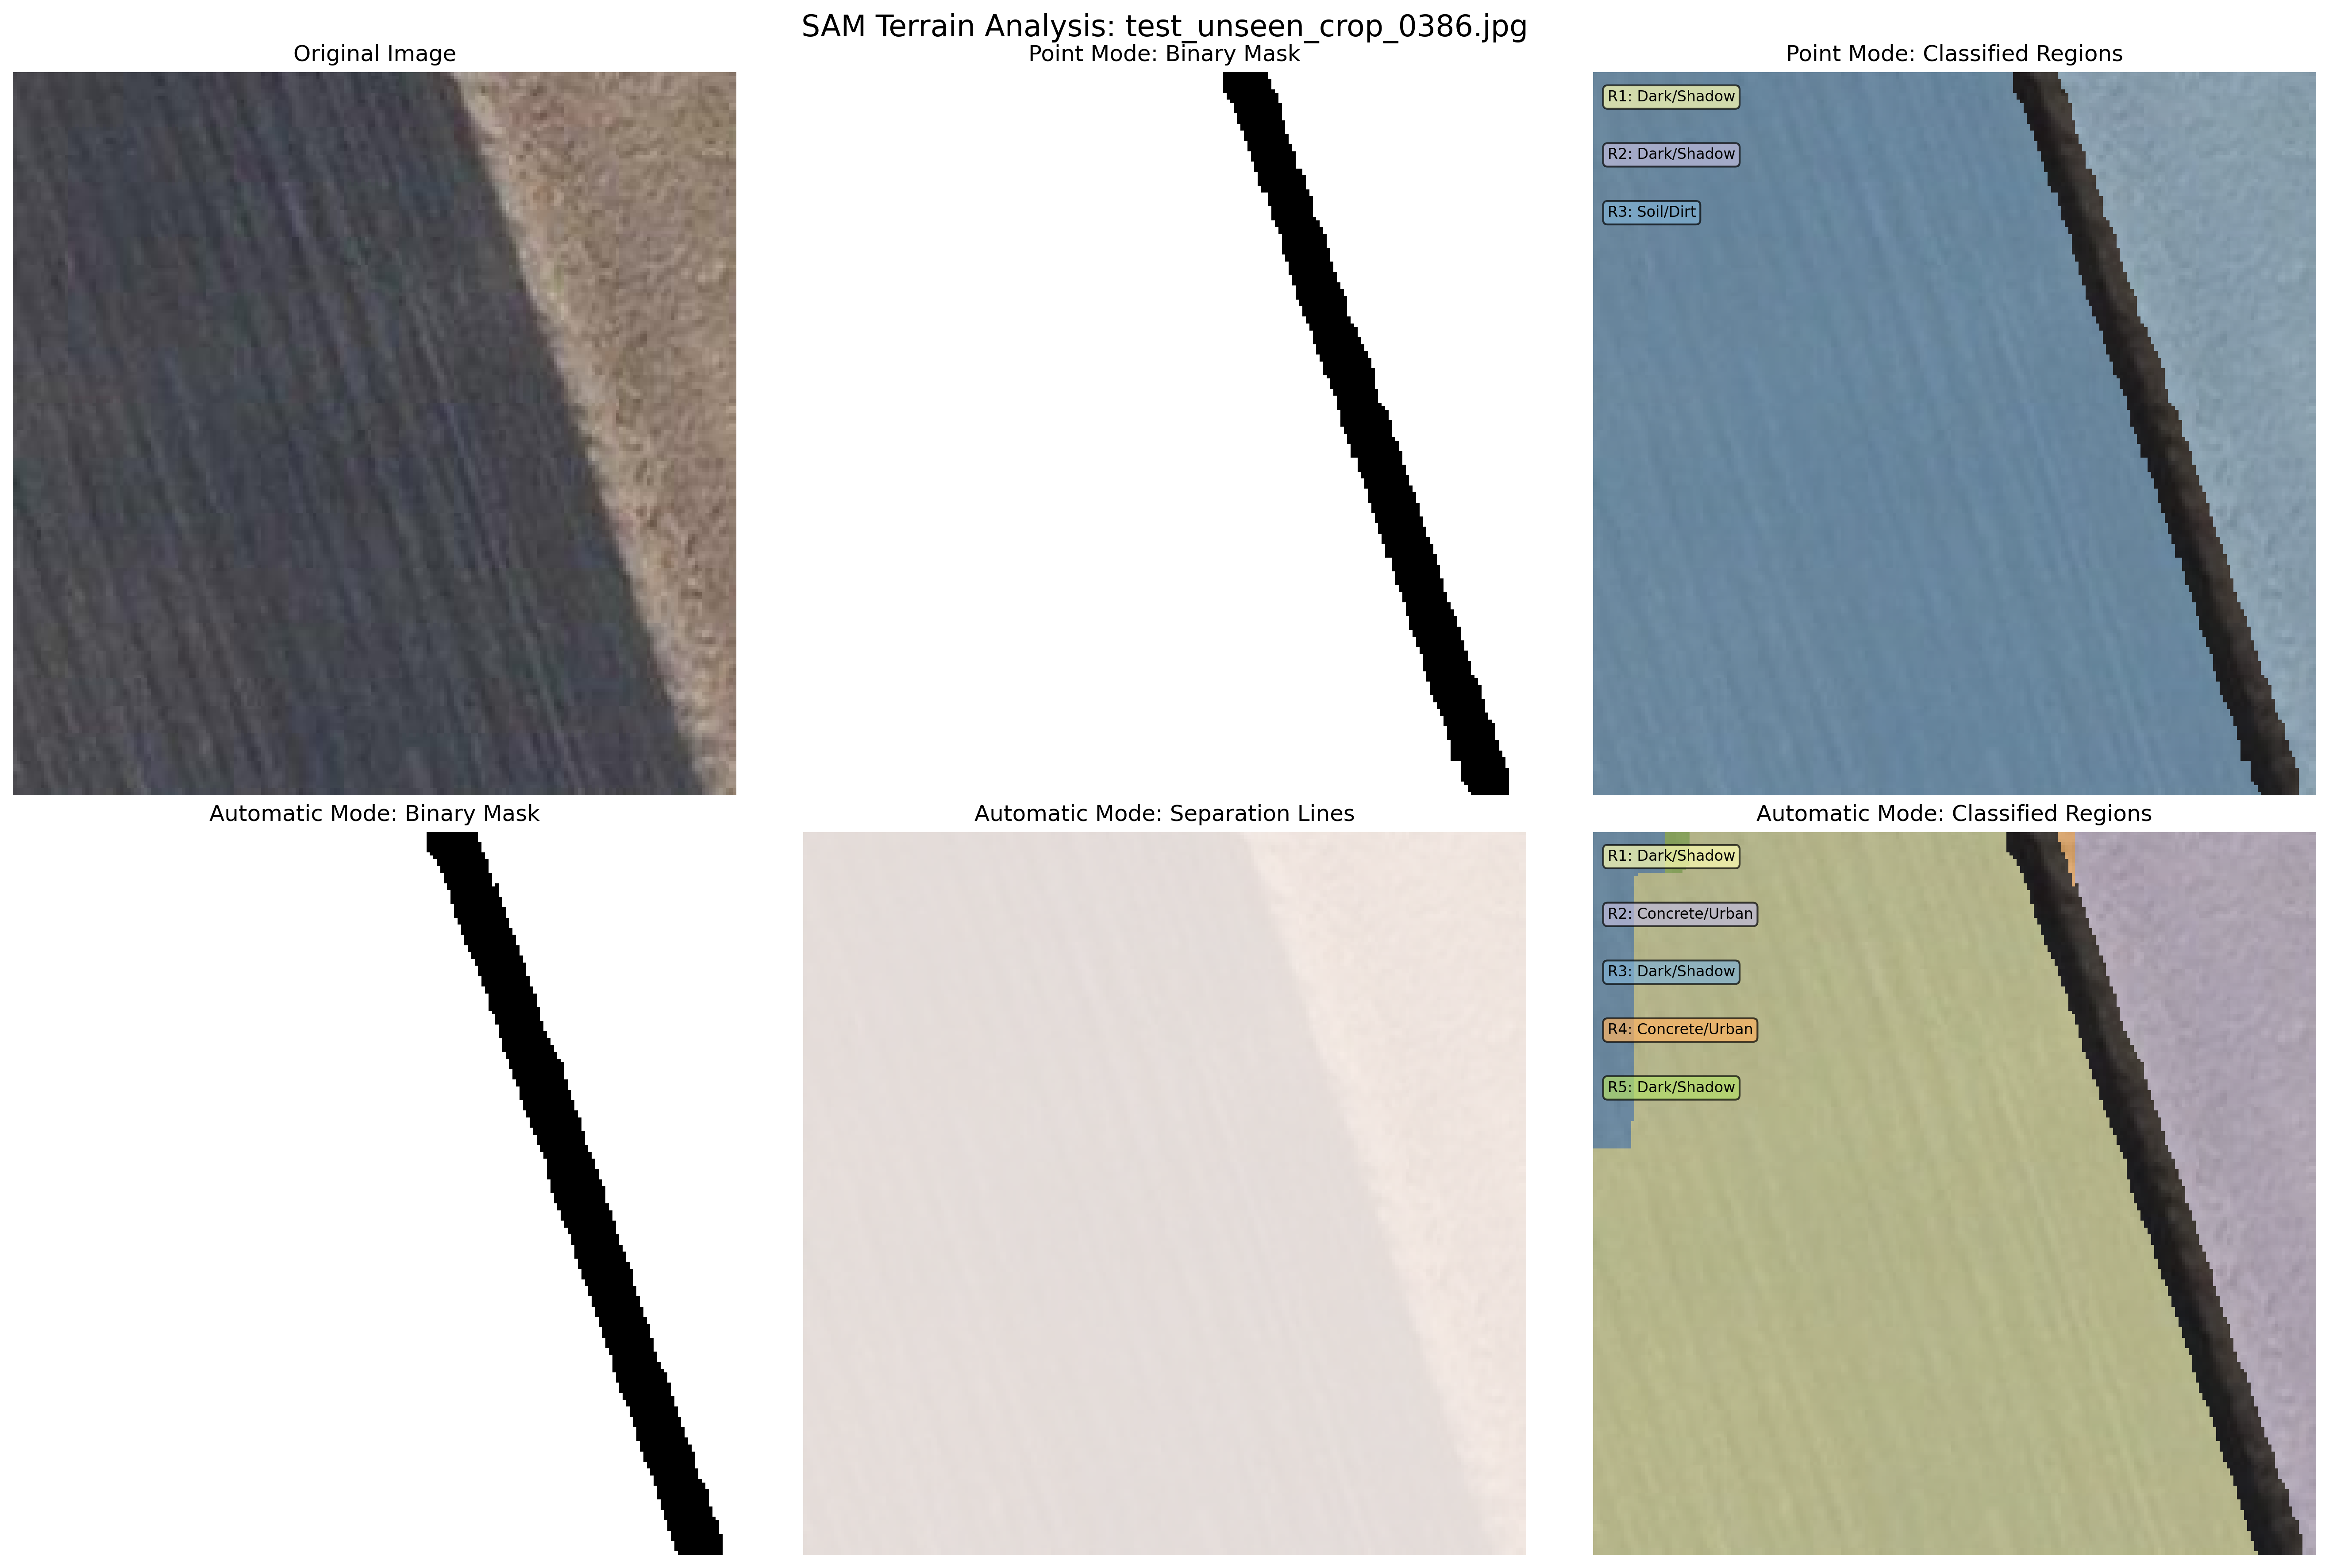 SAM Terrain Analysis: test_unseen_crop_0386.jpg
Original Image
Point Mode: Binary Mask
Point Mode: Classified Regions
R1: Dark/Shadow
R2: Dark/Shadow
R3: Soil/Dirt
Automatic Mode: Binary Mask
Automatic Mode: Separation Lines
Automatic Mode: Classified Regions
R1: Dark/Shadow
R2: Concrete/Urban
R3: Dark/Shadow
R4: Concrete/Urban
R5: Dark/Shadow